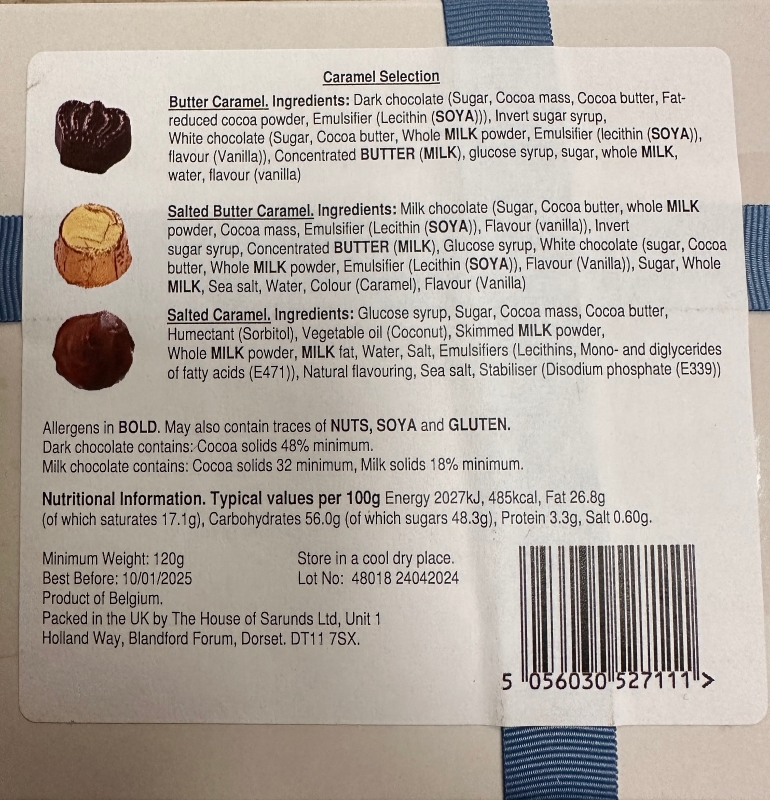 Caramel Selection
Butter Caramel. Ingredients: Dark chocolate (Sugar, Cocoa mass, Cocoa butter, Fat-
reduced cocoa powder, Emulsifier (Lecithin (SOYA))), Invert sugar syrup,
White chocolate (Sugar, Cocoa butter, Whole MILK powder, Emulsifier (lecithin (SOYA)),
flavour (Vanilla)), Concentrated BUTTER (MILK), glucose syrup, sugar, whole MILK,
water, flavour (vanilla)
Salted Butter Caramel. Ingredients: Milk chocolate (Sugar, Cocoa butter, whole MILK
powder, Cocoa mass, Emulsifier (Lecithin (SOYA)), Flavour (vanilla)), Invert
sugar syrup, Concentrated BUTTER (MILK), Glucose syrup, White chocolate (sugar, Cocoa
butter, Whole MILK powder, Emulsifier (Lecithin (SOYA)), Flavour (Vanilla)), Sugar, Whole
MILK, Sea salt, Water, Colour (Caramel), Flavour (Vanilla)
Salted Caramel. Ingredients: Glucose syrup, Sugar, Cocoa mass, Cocoa butter,
Humectant (Sorbitol), Vegetable oil (Coconut), Skimmed MILK powder,
Whole MILK powder, MILK fat, Water, Salt, Emulsifiers (Lecithins, Mono- and diglycerides
of fatty acids (E471)), Natural flavouring, Sea salt, Stabiliser (Disodium phosphate (E339))
Allergens in BOLD. May also contain traces of NUTS, SOYA and GLUTEN.
Dark chocolate contains: Cocoa solids 48% minimum.
Milk chocolate contains: Cocoa solids 32 minimum, Milk solids 18% minimum.
Nutritional Information. Typical values per 100g Energy 2027kJ, 485kcal, Fat 26.8g
(of which saturates 17.1g), Carbohydrates 56.0g (of which sugars 48.3g), Protein 3.3g, Salt 0.60g.
Minimum Weight: 120g
Best Before: 10/01/2025
Product of Belgium.
Packed in the UK by The House of Sarunds Ltd, Unit 1
Holland Way, Blandford Forum, Dorset. DT11 7SX.
Store in a cool dry place.
Lot No: 48018 24042024
5 056030 527111 >